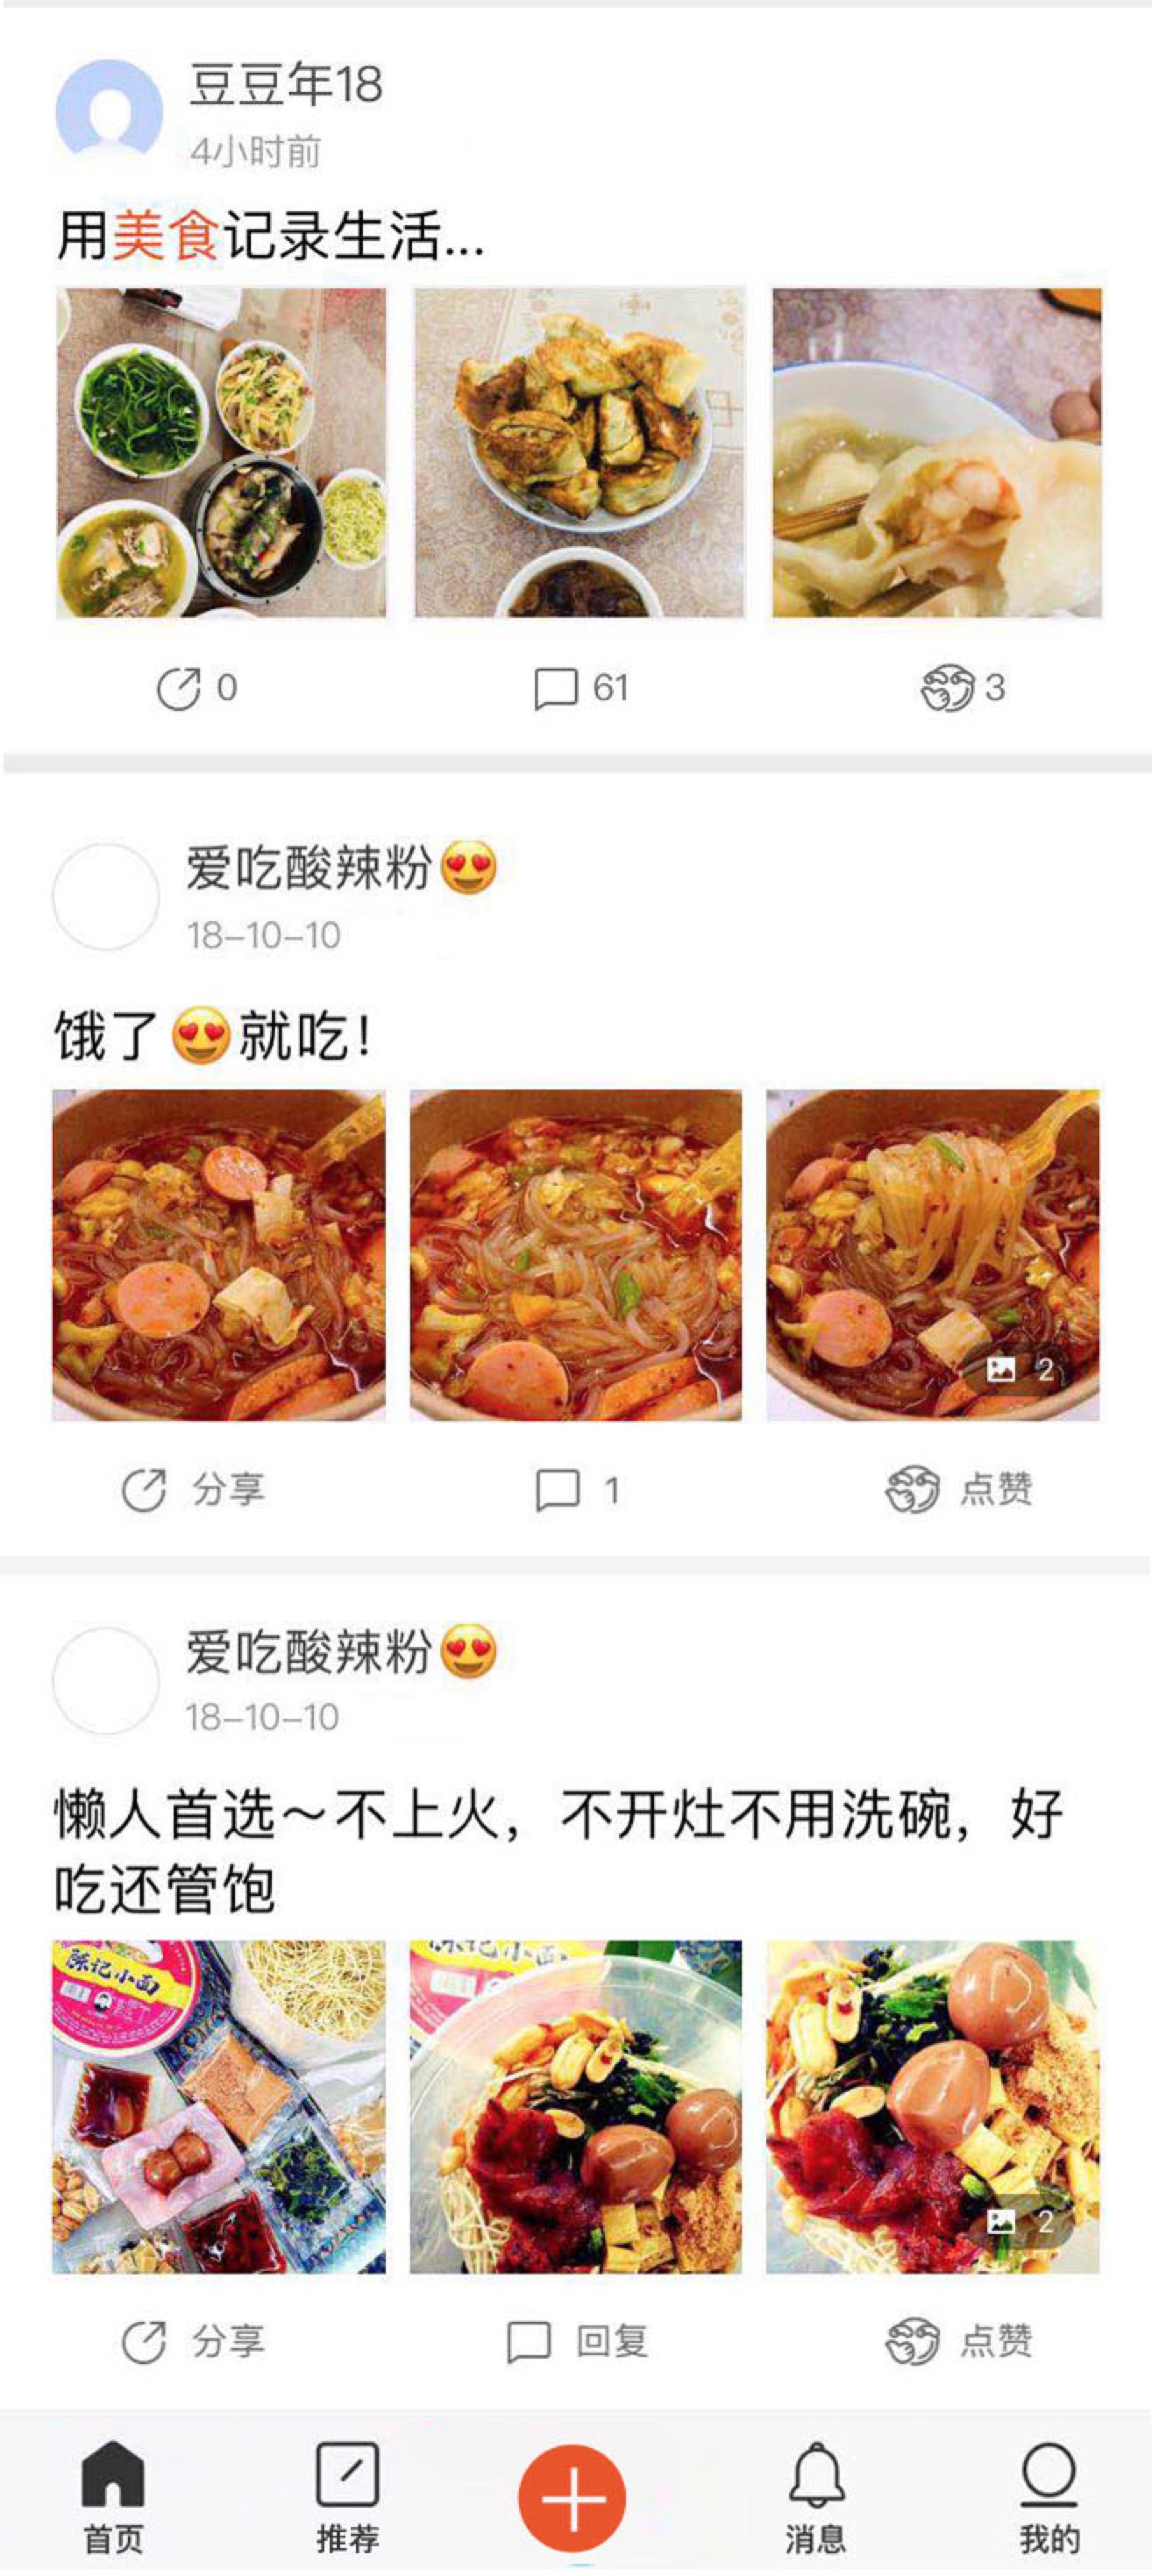 豆豆年18
4小时前
用美食记录生活...
0
61
3
爱吃酸辣粉😍
18-10-10
饿了😍就吃!
2
分享
1
点赞
爱吃酸辣粉😍
18-10-10
懒人首选～不上火，不开灶不用洗碗，好
吃还管饱
陈记小面
陈记小面
2
分享
回复
点赞
首页
推荐
消息
我的